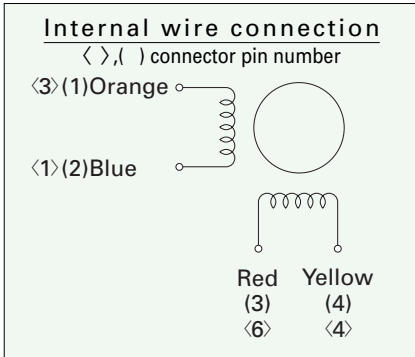 Internal wire connection
〈 〉,( ) connector pin number
〈3〉(1)Orange
〈1〉(2)Blue
Red Yellow
(3) (4)
〈6〉 〈4〉